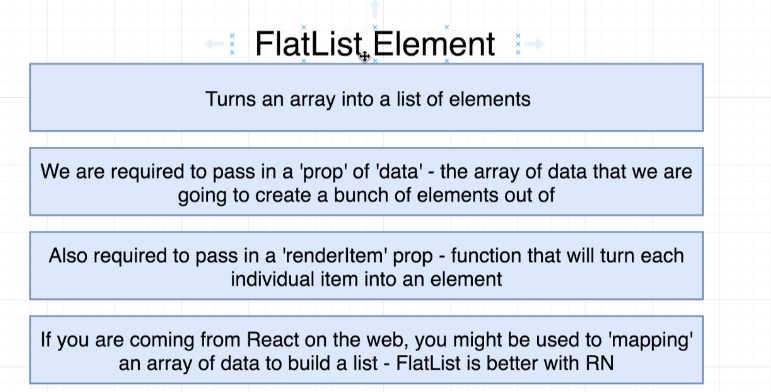 FlatList Element
Turns an array into a list of elements
We are required to pass in a 'prop' of 'data' - the array of data that we are
going to create a bunch of elements out of
Also required to pass in a 'renderItem' prop - function that will turn each
individual item into an element
If you are coming from React on the web, you might be used to 'mapping'
an array of data to build a list - FlatList is better with RN